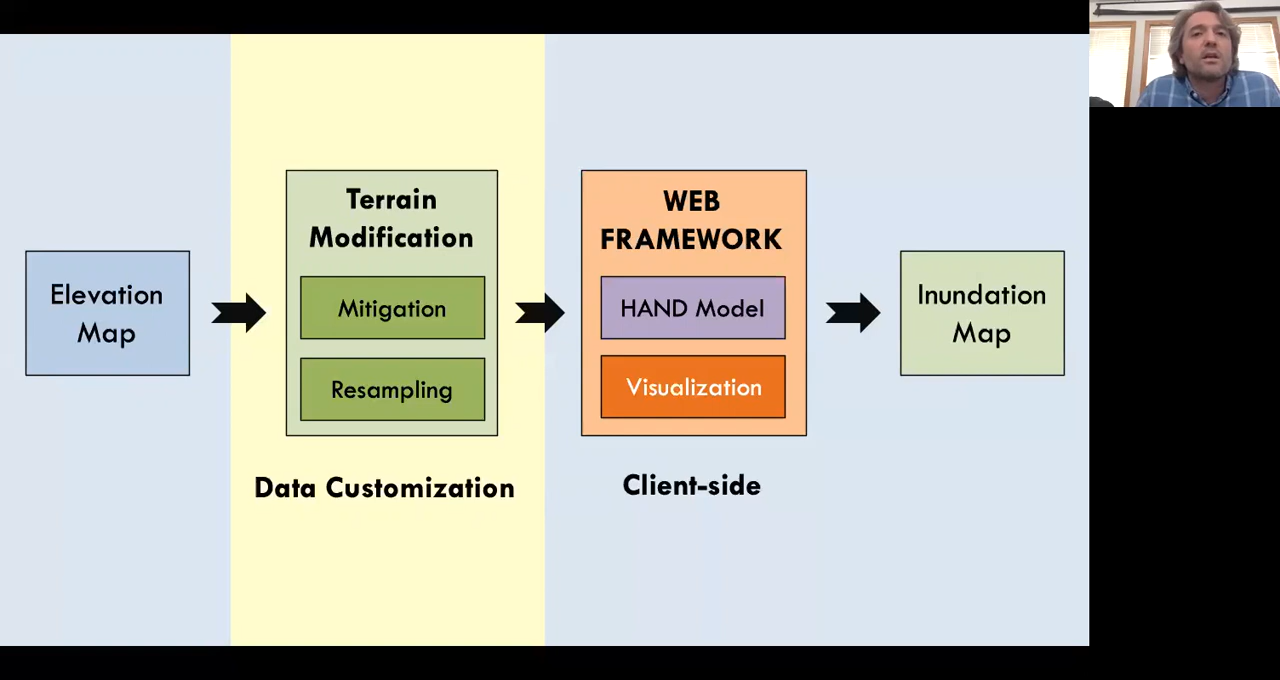 Elevation
Map
Terrain
Modification
Mitigation
Resampling
Data Customization
WEB
FRAMEWORK
HAND Model
Visualization
Client-side
Inundation
Map